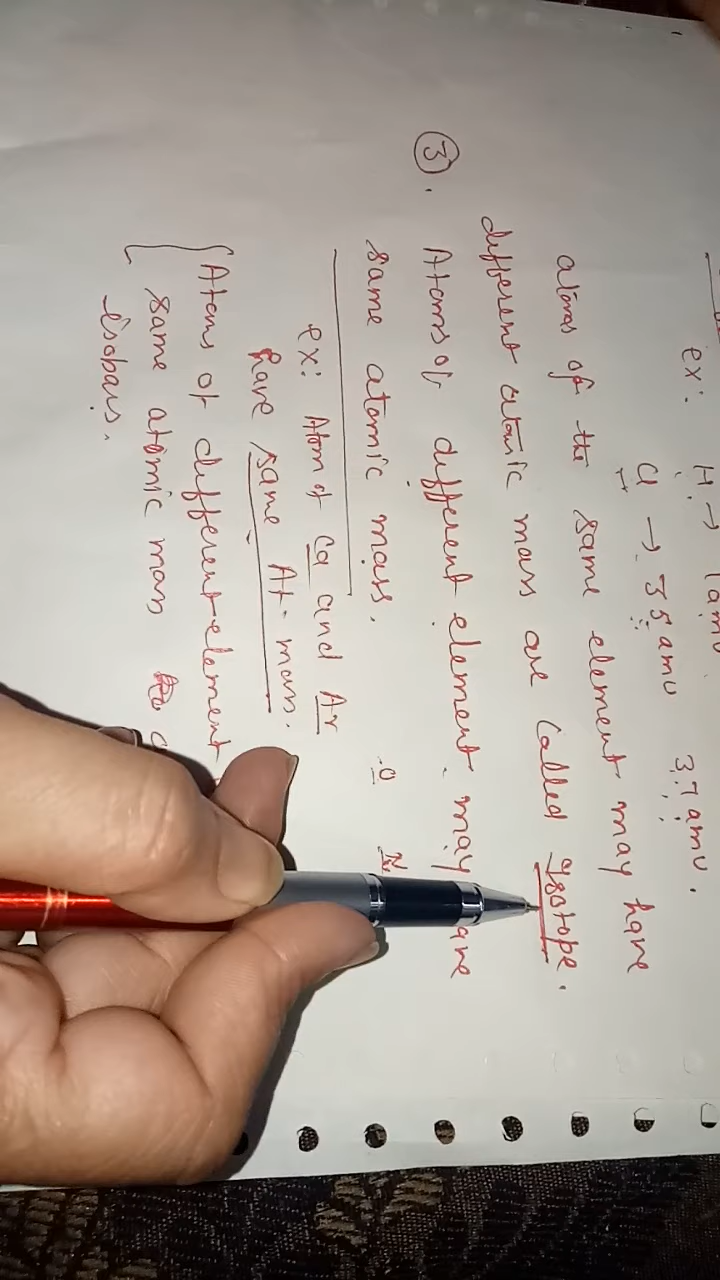 ex: H → 1 amu
Cl → 35 amu 37 amu.
atoms of the same element may have
different atomic mass are called Isotope.
③. Atoms of different element may have
same atomic mass.
O N
ex: Atom of Ca and Ar
have same At. mass.
Atoms of different element
same atomic mass
isobars.